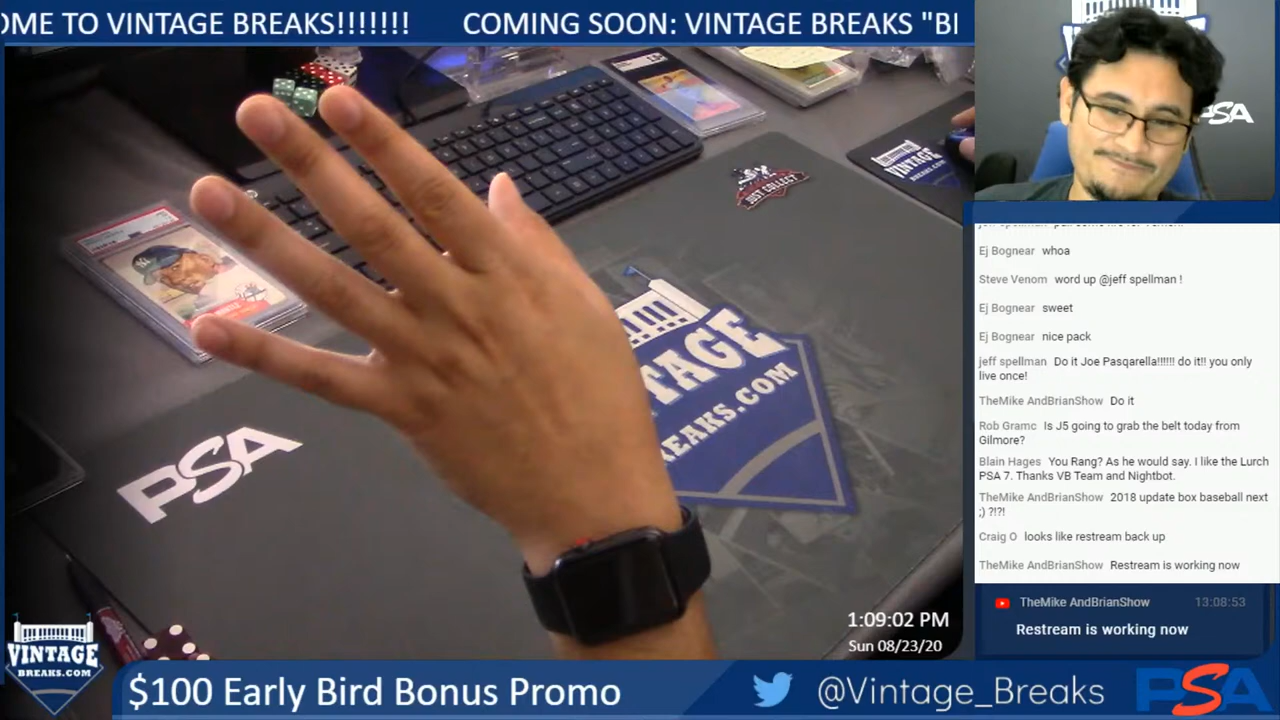 OME TO VINTAGE BREAKS!!!!!!! COMING SOON: VINTAGE BREAKS "BI
PSA
VINTAGE
JUST COLLECT
TAGE
REAKS.COM
PSA
Ej Bognear whoa
Steve Venom word up @jeff spellman !
Ej Bognear sweet
Ej Bognear nice pack
jeff spellman Do it Joe Pasqarella!!!!!! do it!! you only
live once!
TheMike AndBrianShow Do it
Rob Gramc Is J5 going to grab the belt today from
Gilmore?
Blain Hages You Rang? As he would say. I like the Lurch
PSA 7. Thanks VB Team and Nightbot.
TheMike AndBrianShow 2018 update box baseball next
;) ?!?!
Craig O looks like restream back up
TheMike AndBrianShow Restream is working now
TheMike AndBrianShow 13:08:53
Restream is working now
1:09:02 PM
Sun 08/23/20
VINTAGE
BREAKS.COM
$100 Early Bird Bonus Promo
@Vintage_Breaks
PSA